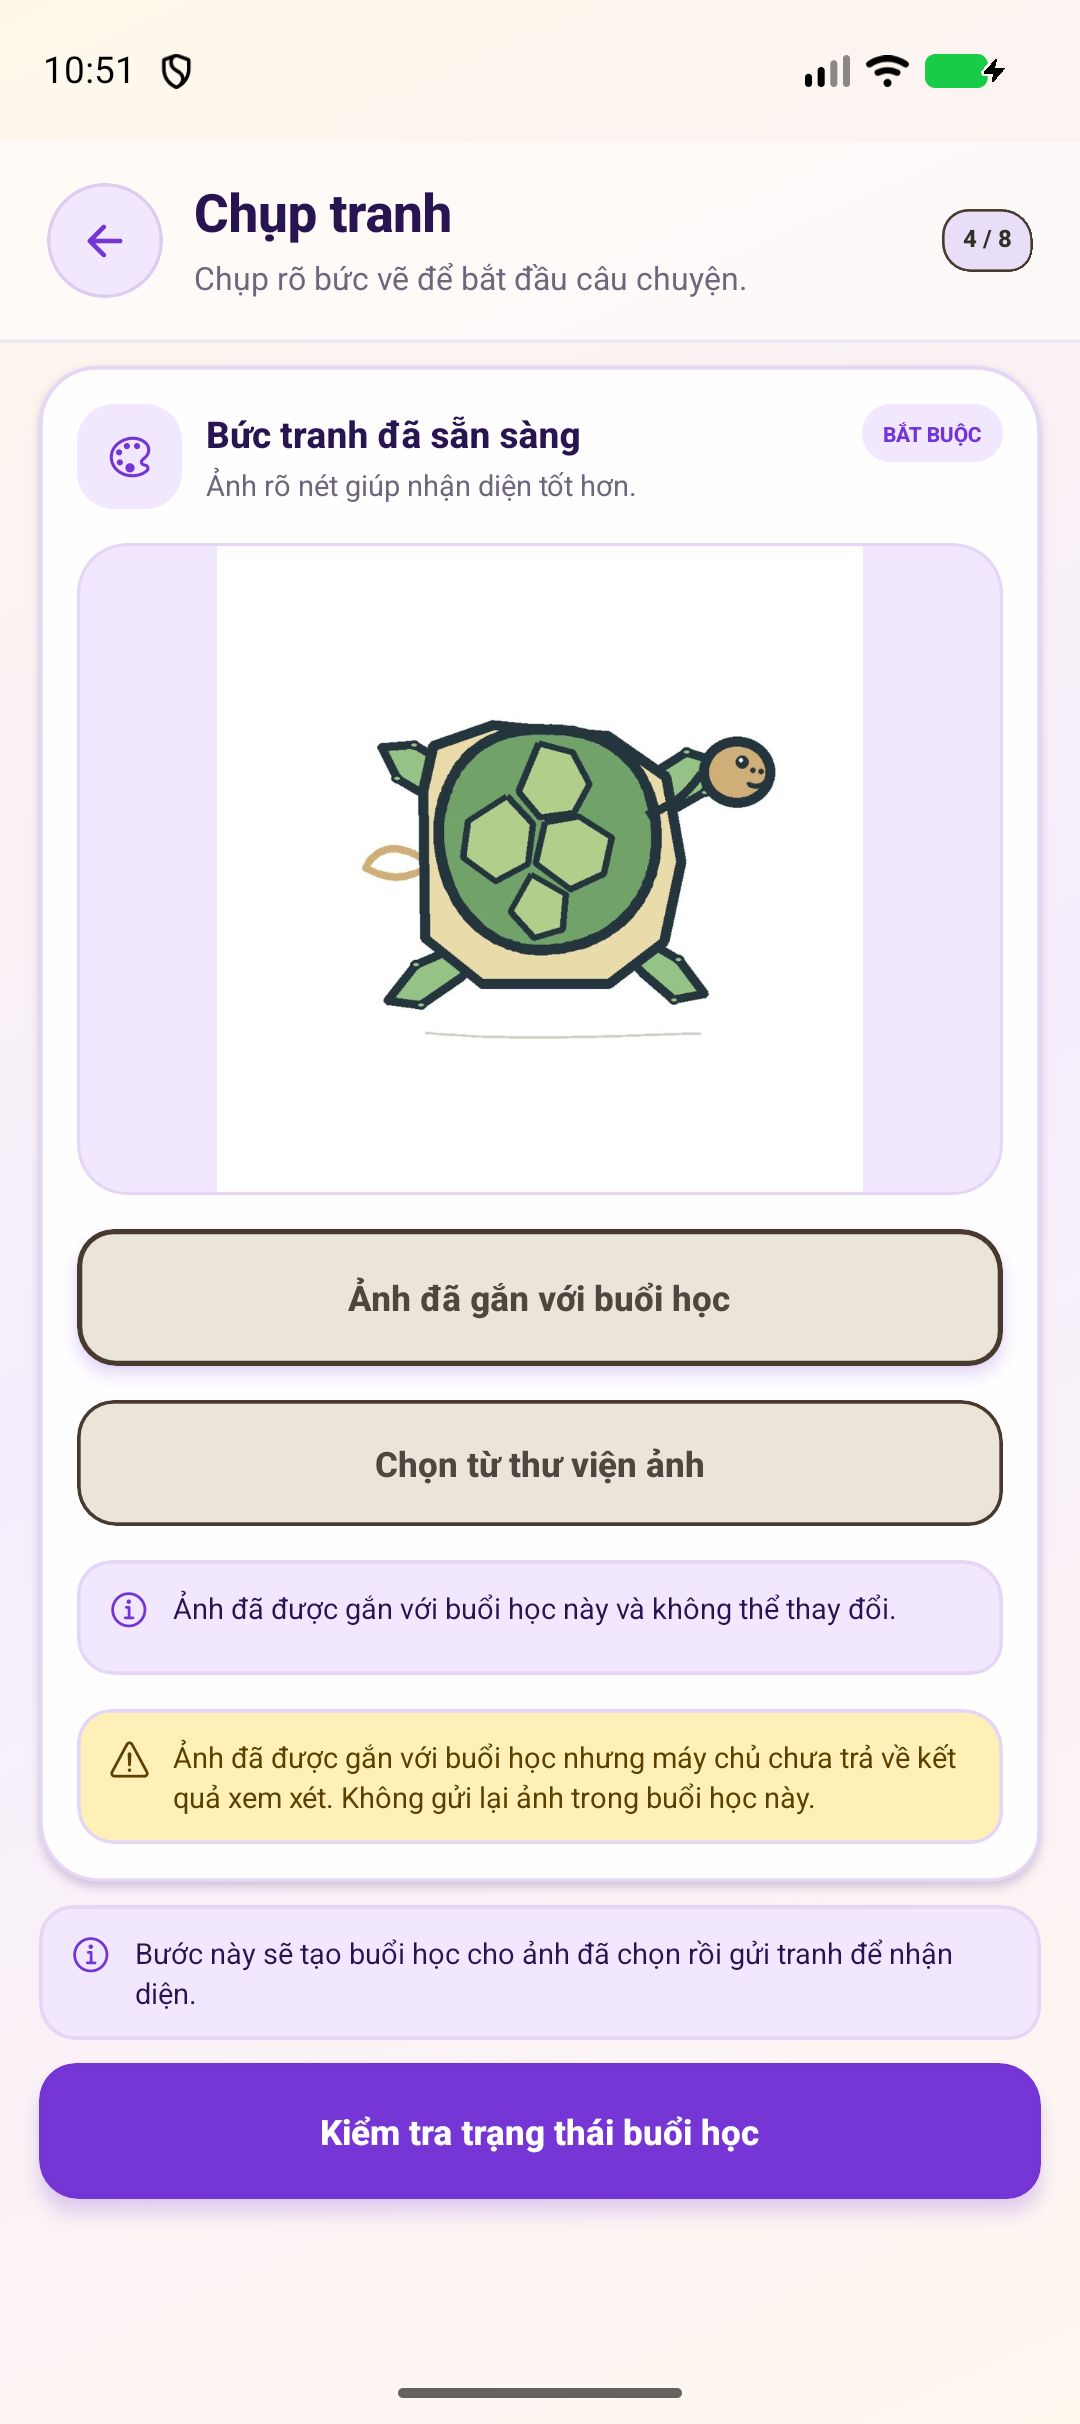 10:51
Chụp tranh
Chụp rõ bức vẽ để bắt đầu câu chuyện.
4 / 8
Bức tranh đã sẵn sàng
Ảnh rõ nét giúp nhận diện tốt hơn.
BẮT BUỘC
Ảnh đã gắn với buổi học
Chọn từ thư viện ảnh
Ảnh đã được gắn với buổi học này và không thể thay đổi.
Ảnh đã được gắn với buổi học nhưng máy chủ chưa trả về kết
quả xem xét. Không gửi lại ảnh trong buổi học này.
Bước này sẽ tạo buổi học cho ảnh đã chọn rồi gửi tranh để nhận
diện.
Kiểm tra trạng thái buổi học